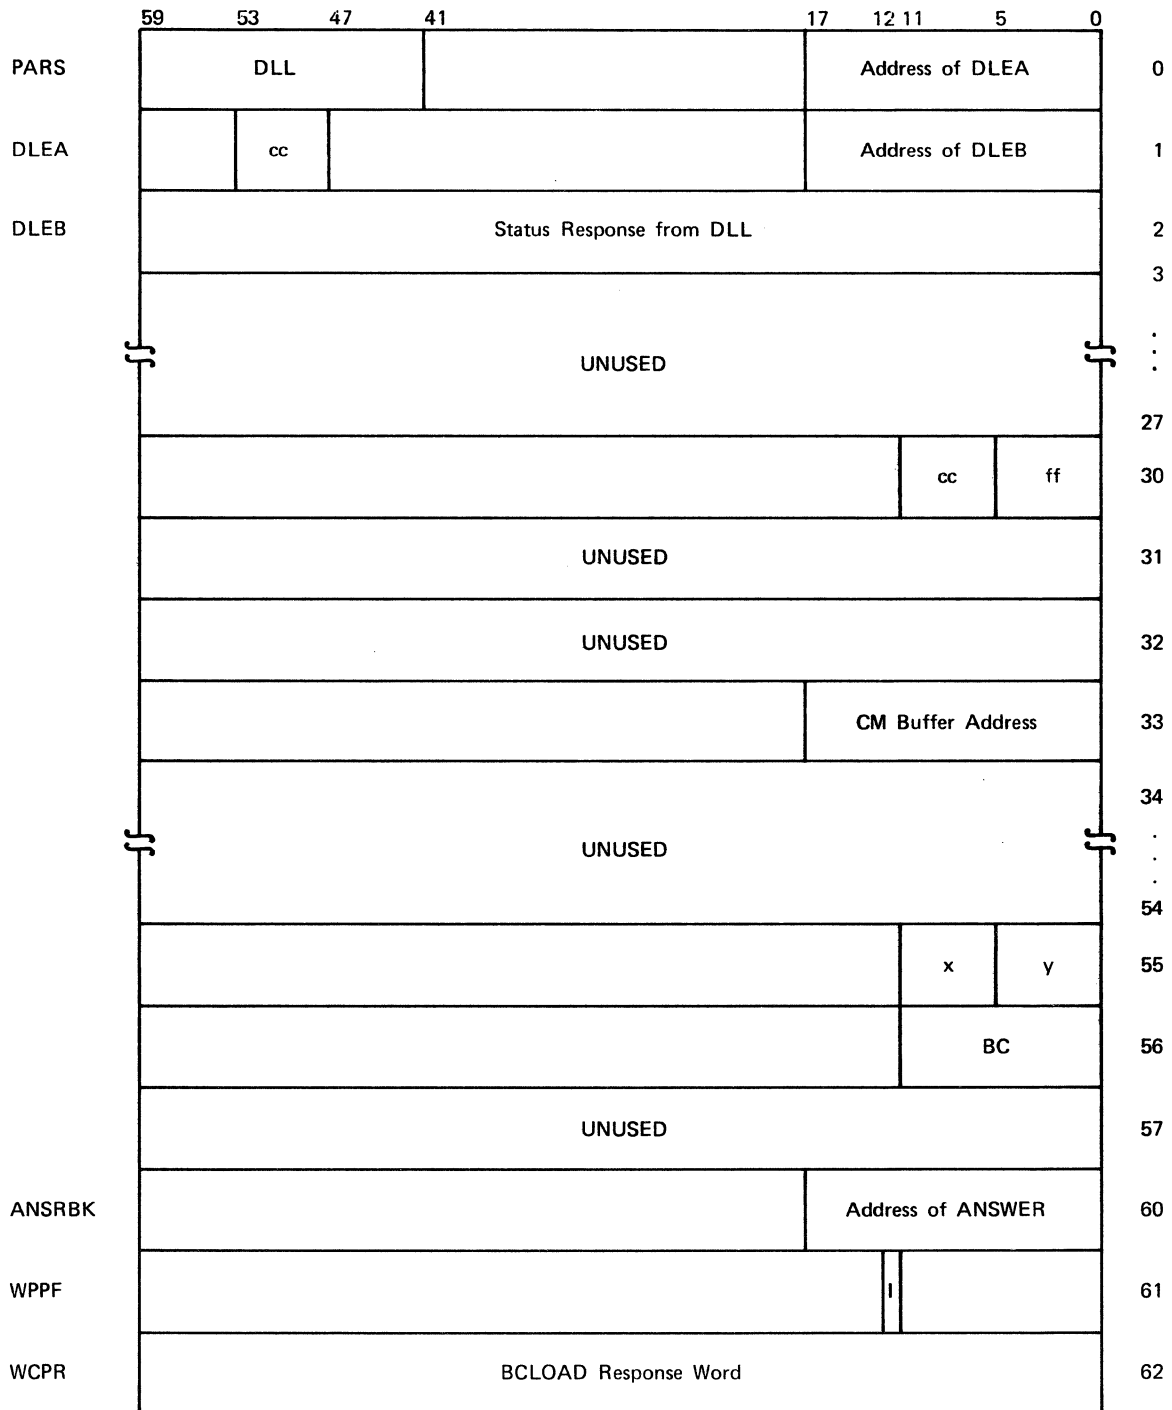 59 53 47 41 17 12 11 5 0
PARS DLL Address of DLEA 0
DLEA cc Address of DLEB 1
DLEB Status Response from DLL 2
3
.
.
.
UNUSED
27
cc ff 30
UNUSED 31
UNUSED 32
CM Buffer Address 33
34
.
UNUSED .
.
54
x y 55
BC 56
UNUSED 57
ANSRBK Address of ANSWER 60
WPPF I 61
WCPR BCLOAD Response Word 62